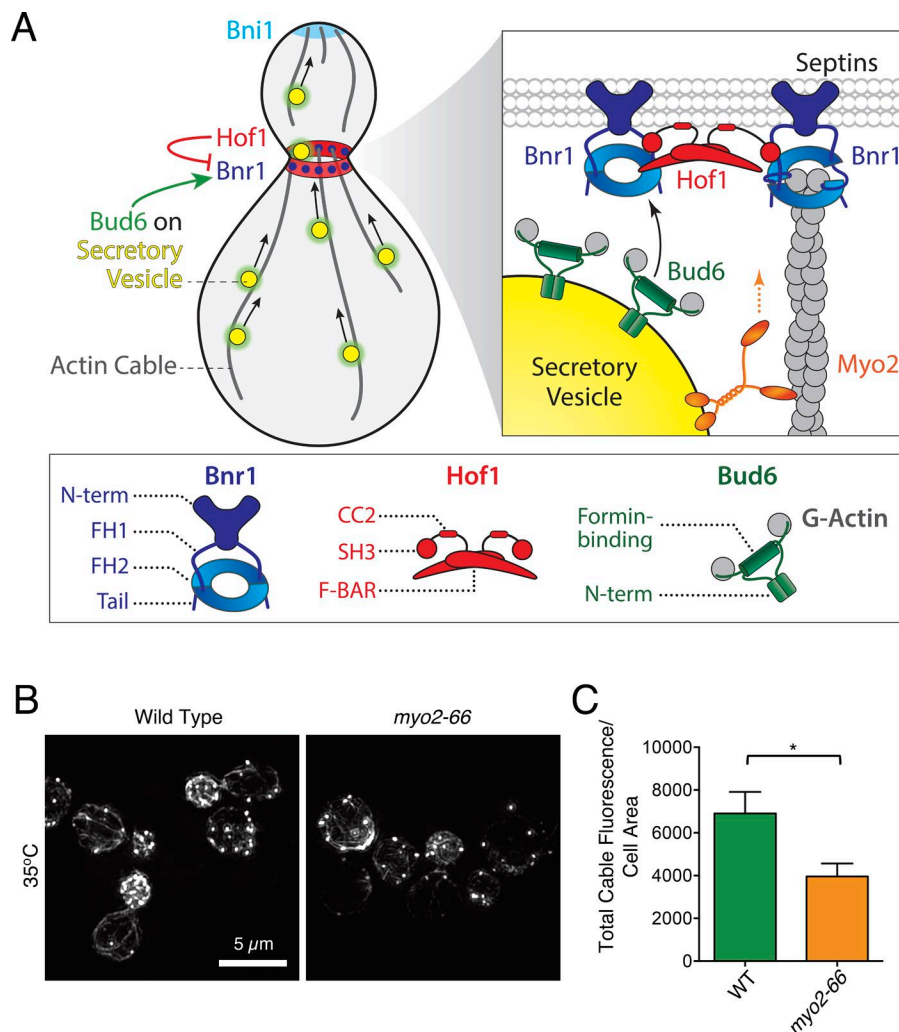 A
Bni1
Hof1
Bnr1
Bud6 on
Secretory
Vesicle
Actin Cable
Septins
Bnr1
Bnr1
Hof1
Bud6
Secretory
Vesicle
Myo2
Bnr1
N-term
FH1
FH2
Tail
Hof1
CC2
SH3
F-BAR
Bud6
Formin-
binding
G-Actin
N-term
B
Wild Type
myo2-66
35ºC
5 µm
C
Total Cable Fluorescence/
Cell Area
10000
8000
6000
4000
2000
0
*
WT
myo2-66